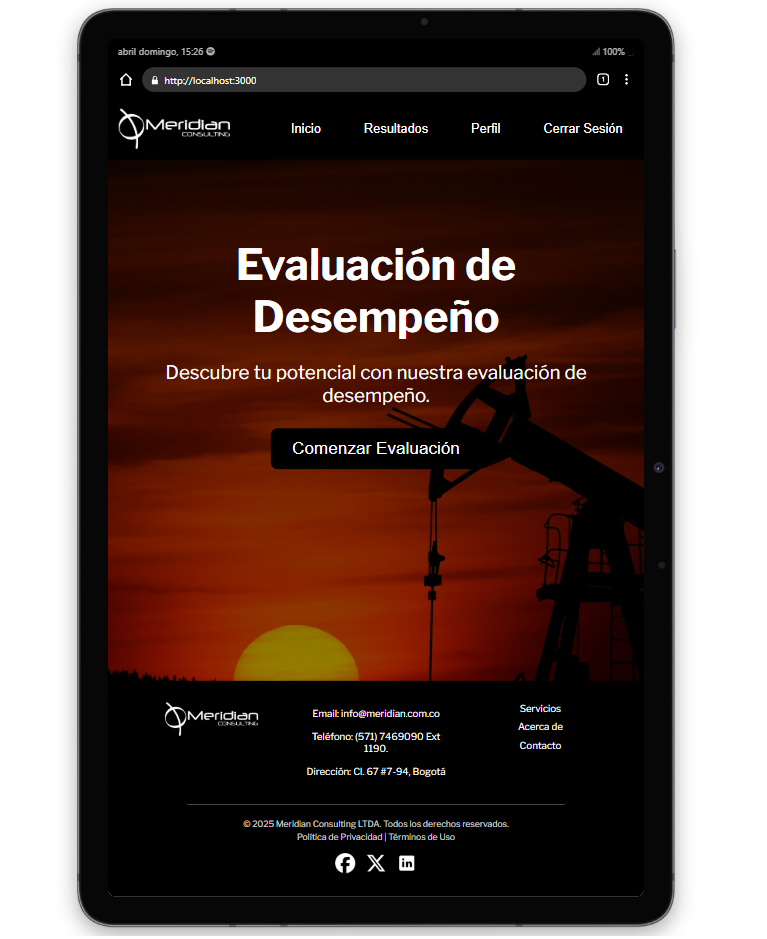 abril domingo, 15:26
100%
http://localhost:3000
1
Meridian
CONSULTING
Inicio
Resultados
Perfil
Cerrar Sesión
Evaluación de
Desempeño
Descubre tu potencial con nuestra evaluación de
desempeño.
Comenzar Evaluación
Meridian
CONSULTING
Email: info@meridian.com.co
Teléfono: (571) 7469090 Ext
1190.
Dirección: Cl. 67 #7-94, Bogotá
Servicios
Acerca de
Contacto
© 2025 Meridian Consulting LTDA. Todos los derechos reservados.
Política de Privacidad | Términos de Uso